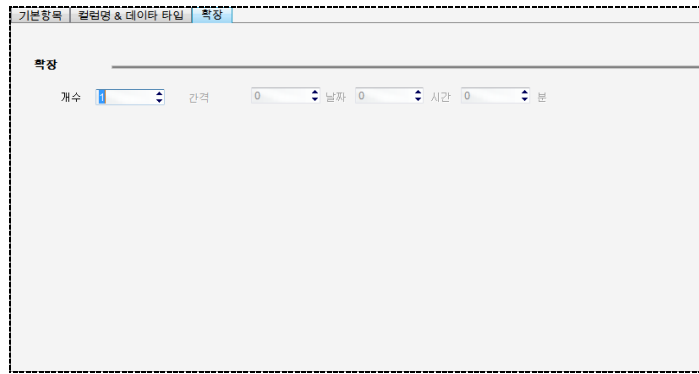 기본항목 컬럼명 & 데이타 타입 확장
확장
개수 1 간격 0 날짜 0 시간 0 분